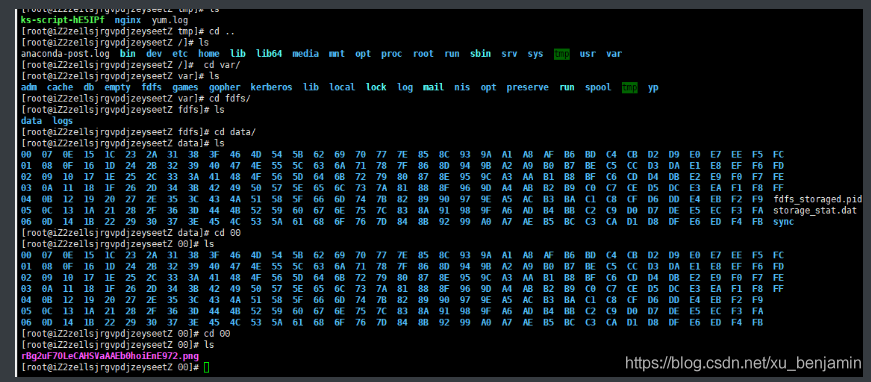 [root@iZ2zellsjrgvpdjzeyseetZ tmp]# ls
ks-script-hE5IPf nginx yum.log
[root@iZ2zellsjrgvpdjzeyseetZ tmp]# cd ..
[root@iZ2zellsjrgvpdjzeyseetZ /]# ls
anaconda-post.log bin dev etc home lib lib64 media mnt opt proc root run sbin srv sys tmp usr var
[root@iZ2zellsjrgvpdjzeyseetZ /]# cd var/
[root@iZ2zellsjrgvpdjzeyseetZ var]# ls
adm cache db empty fdfs games gopher kerberos lib local lock log mail nis opt preserve run spool tmp yp
[root@iZ2zellsjrgvpdjzeyseetZ var]# cd fdfs/
[root@iZ2zellsjrgvpdjzeyseetZ fdfs]# ls
data logs
[root@iZ2zellsjrgvpdjzeyseetZ fdfs]# cd data/
[root@iZ2zellsjrgvpdjzeyseetZ data]# ls
00 07 0E 15 1C 23 2A 31 38 3F 46 4D 54 5B 62 69 70 77 7E 85 8C 93 9A A1 A8 AF B6 BD C4 CB D2 D9 E0 E7 EE F5 FC
01 08 0F 16 1D 24 2B 32 39 40 47 4E 55 5C 63 6A 71 78 7F 86 8D 94 9B A2 A9 B0 B7 BE C5 CC D3 DA E1 E8 EF F6 FD
02 09 10 17 1E 25 2C 33 3A 41 48 4F 56 5D 64 6B 72 79 80 87 8E 95 9C A3 AA B1 B8 BF C6 CD D4 DB E2 E9 F0 F7 FE
03 0A 11 18 1F 26 2D 34 3B 42 49 50 57 5E 65 6C 73 7A 81 88 8F 96 9D A4 AB B2 B9 C0 C7 CE D5 DC E3 EA F1 F8 FF
04 0B 12 19 20 27 2E 35 3C 43 4A 51 58 5F 66 6D 74 7B 82 89 90 97 9E A5 AC B3 BA C1 C8 CF D6 DD E4 EB F2 F9 fdfs_storaged.pid
05 0C 13 1A 21 28 2F 36 3D 44 4B 52 59 60 67 6E 75 7C 83 8A 91 98 9F A6 AD B4 BB C2 C9 D0 D7 DE E5 EC F3 FA storage_stat.dat
06 0D 14 1B 22 29 30 37 3E 45 4C 53 5A 61 68 6F 76 7D 84 8B 92 99 A0 A7 AE B5 BC C3 CA D1 D8 DF E6 ED F4 FB sync
[root@iZ2zellsjrgvpdjzeyseetZ data]# cd 00
[root@iZ2zellsjrgvpdjzeyseetZ 00]# ls
00 07 0E 15 1C 23 2A 31 38 3F 46 4D 54 5B 62 69 70 77 7E 85 8C 93 9A A1 A8 AF B6 BD C4 CB D2 D9 E0 E7 EE F5 FC
01 08 0F 16 1D 24 2B 32 39 40 47 4E 55 5C 63 6A 71 78 7F 86 8D 94 9B A2 A9 B0 B7 BE C5 CC D3 DA E1 E8 EF F6 FD
02 09 10 17 1E 25 2C 33 3A 41 48 4F 56 5D 64 6B 72 79 80 87 8E 95 9C A3 AA B1 B8 BF C6 CD D4 DB E2 E9 F0 F7 FE
03 0A 11 18 1F 26 2D 34 3B 42 49 50 57 5E 65 6C 73 7A 81 88 8F 96 9D A4 AB B2 B9 C0 C7 CE D5 DC E3 EA F1 F8 FF
04 0B 12 19 20 27 2E 35 3C 43 4A 51 58 5F 66 6D 74 7B 82 89 90 97 9E A5 AC B3 BA C1 C8 CF D6 DD E4 EB F2 F9
05 0C 13 1A 21 28 2F 36 3D 44 4B 52 59 60 67 6E 75 7C 83 8A 91 98 9F A6 AD B4 BB C2 C9 D0 D7 DE E5 EC F3 FA
06 0D 14 1B 22 29 30 37 3E 45 4C 53 5A 61 68 6F 76 7D 84 8B 92 99 A0 A7 AE B5 BC C3 CA D1 D8 DF E6 ED F4 FB
[root@iZ2zellsjrgvpdjzeyseetZ 00]# cd 00
[root@iZ2zellsjrgvpdjzeyseetZ 00]# ls
rBg2uF7OLeCAHSVaAAEb0hoiEnE972.png
[root@iZ2zellsjrgvpdjzeyseetZ 00]#
https://blog.csdn.net/xu_benjamin